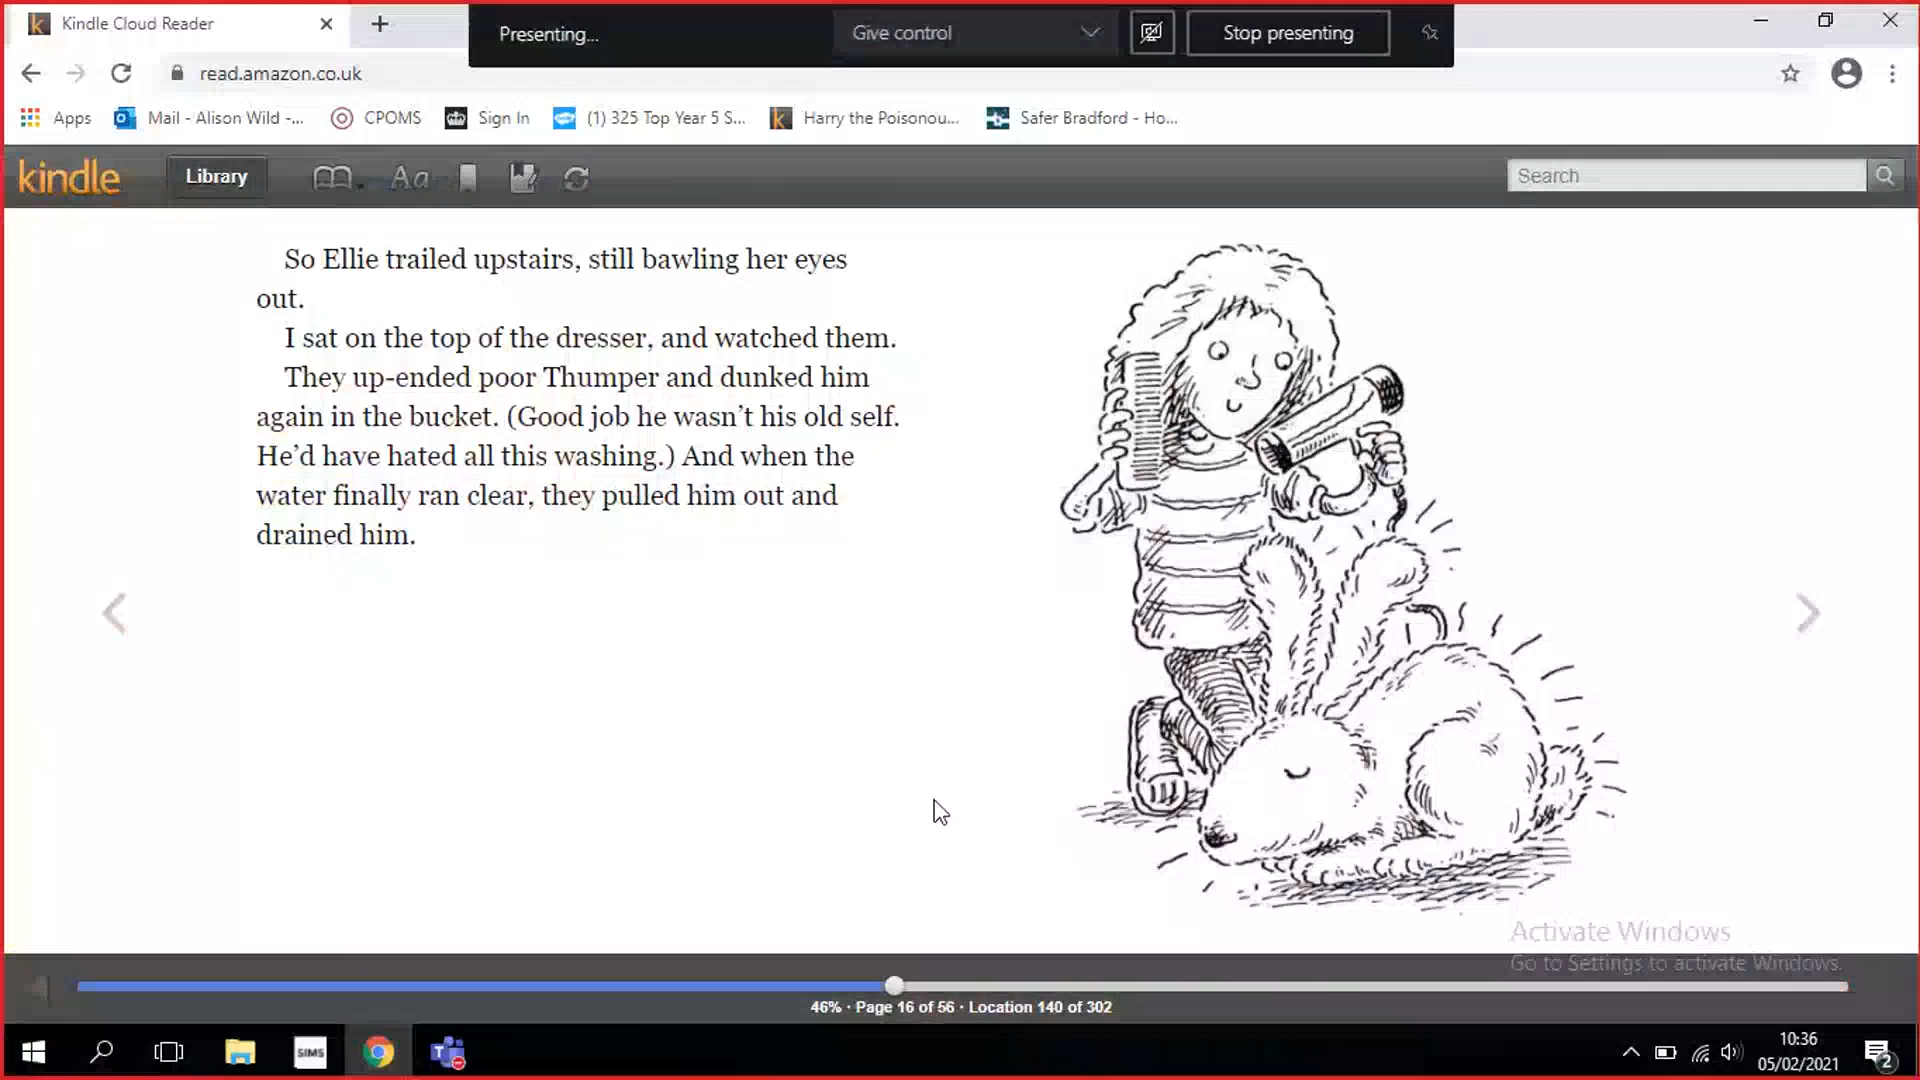 Kindle Cloud Reader
Presenting...
Give control
Stop presenting
read.amazon.co.uk
Apps
Mail - Alison Wild -...
CPOMS
Sign In
(1) 325 Top Year 5 S...
Harry the Poisonou...
Safer Bradford - Ho...
kindle
Library
Aa
Search
So Ellie trailed upstairs, still bawling her eyes
out.
I sat on the top of the dresser, and watched them.
They up-ended poor Thumper and dunked him
again in the bucket. (Good job he wasn’t his old self.
He’d have hated all this washing.) And when the
water finally ran clear, they pulled him out and
drained him.
Activate Windows
Go to Settings to activate Windows.
46% · Page 16 of 56 · Location 140 of 302
SIMS
10:36
05/02/2021
2